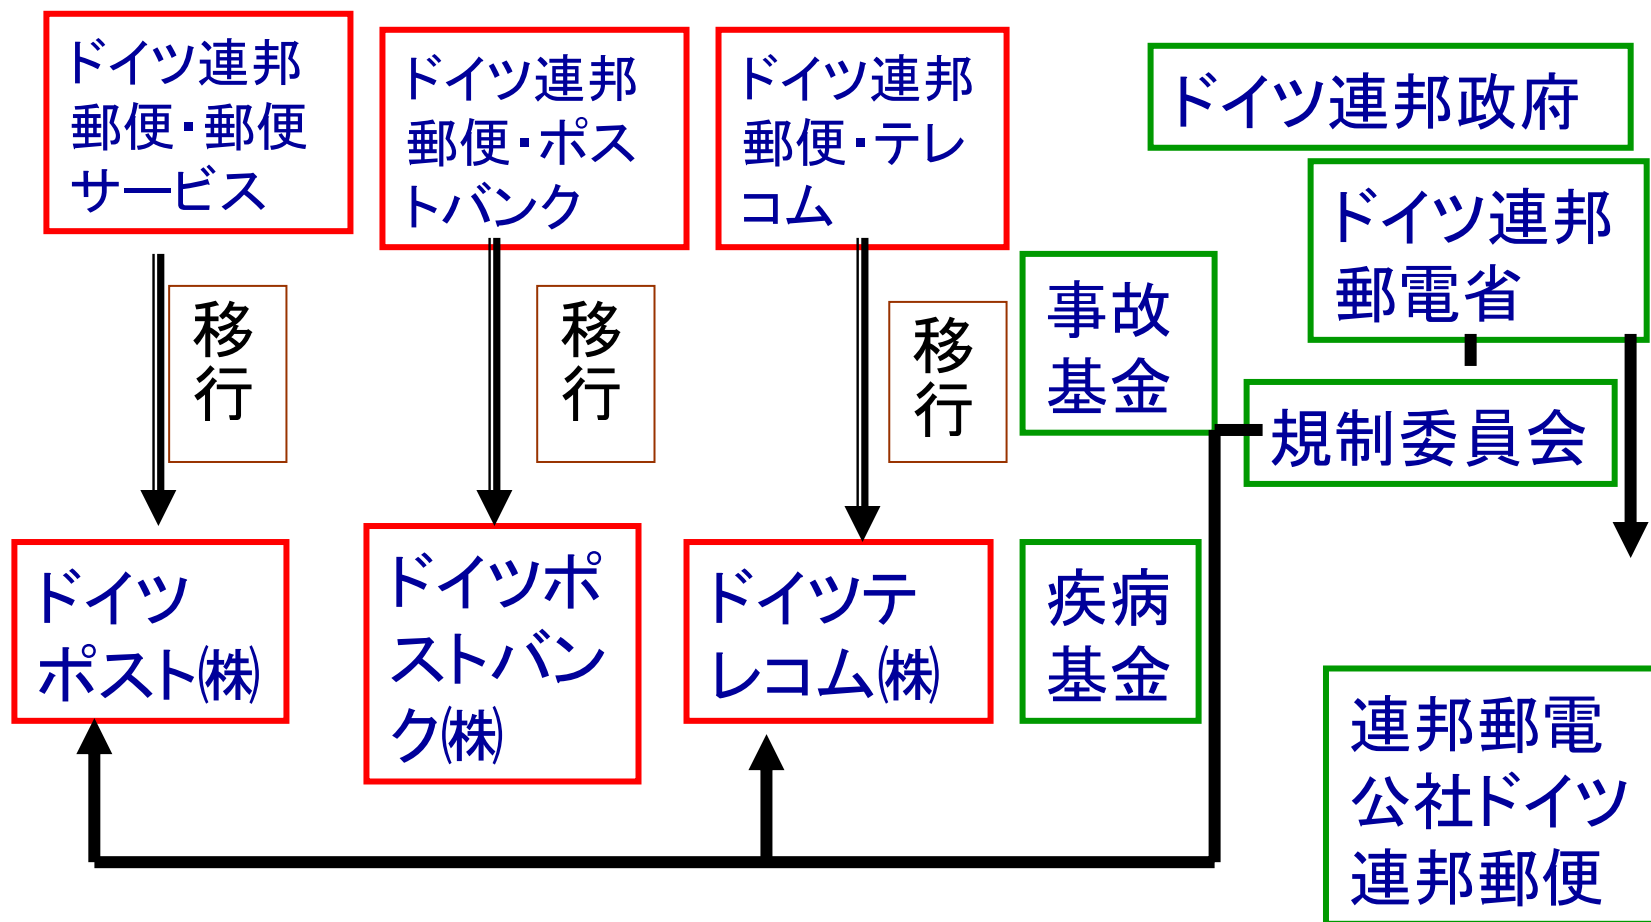 ドイツ連邦
郵便・郵便
サービス
ドイツ連邦
郵便・ポス
トバンク
ドイツ連邦
郵便・テレ
コム
ドイツ連邦政府
ドイツ連邦
郵電省
移
行
移
行
移
行
事故
基金
規制委員会
ドイツ
ポスト㈱
ドイツポ
ストバン
ク㈱
ドイツテ
レコム㈱
疾病
基金
連邦郵電
公社ドイツ
連邦郵便